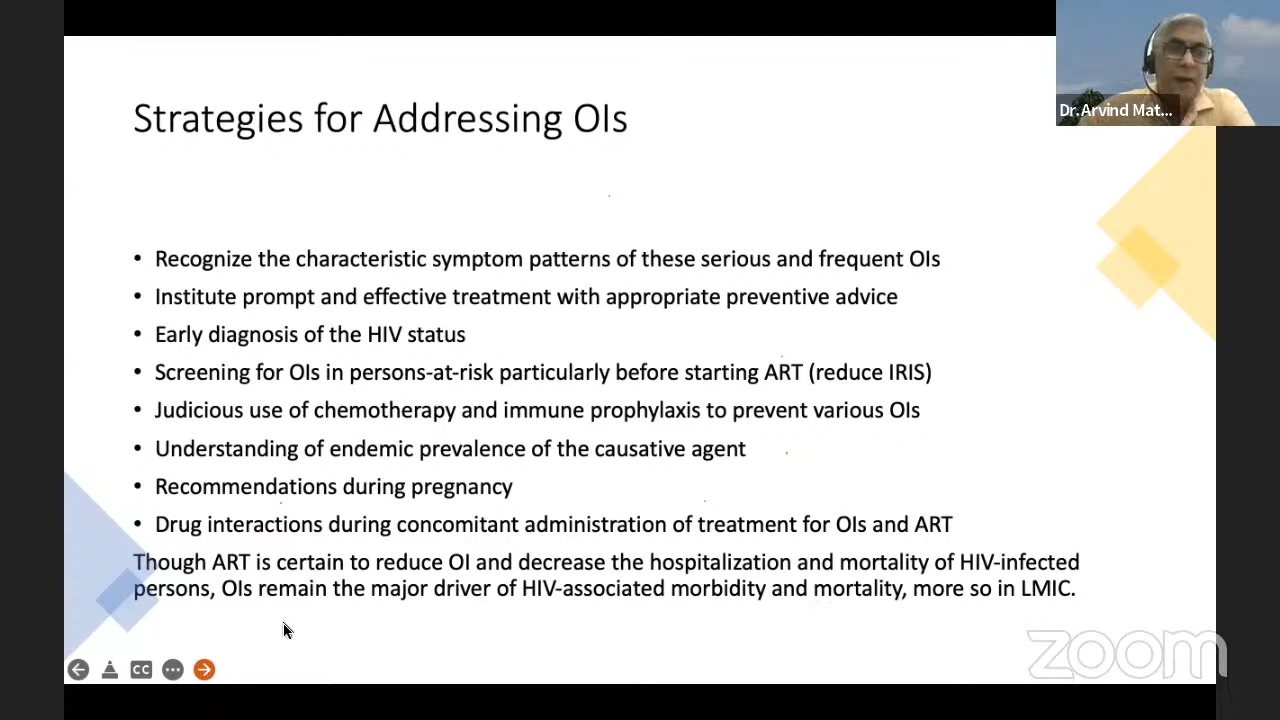 Strategies for Addressing OIs
Dr.Arvind Mat...
• Recognize the characteristic symptom patterns of these serious and frequent OIs
• Institute prompt and effective treatment with appropriate preventive advice
• Early diagnosis of the HIV status
• Screening for OIs in persons-at-risk particularly before starting ART (reduce IRIS)
• Judicious use of chemotherapy and immune prophylaxis to prevent various OIs
• Understanding of endemic prevalence of the causative agent
• Recommendations during pregnancy
• Drug interactions during concomitant administration of treatment for OIs and ART
Though ART is certain to reduce OI and decrease the hospitalization and mortality of HIV-infected
persons, OIs remain the major driver of HIV-associated morbidity and mortality, more so in LMIC.
CC
zoom